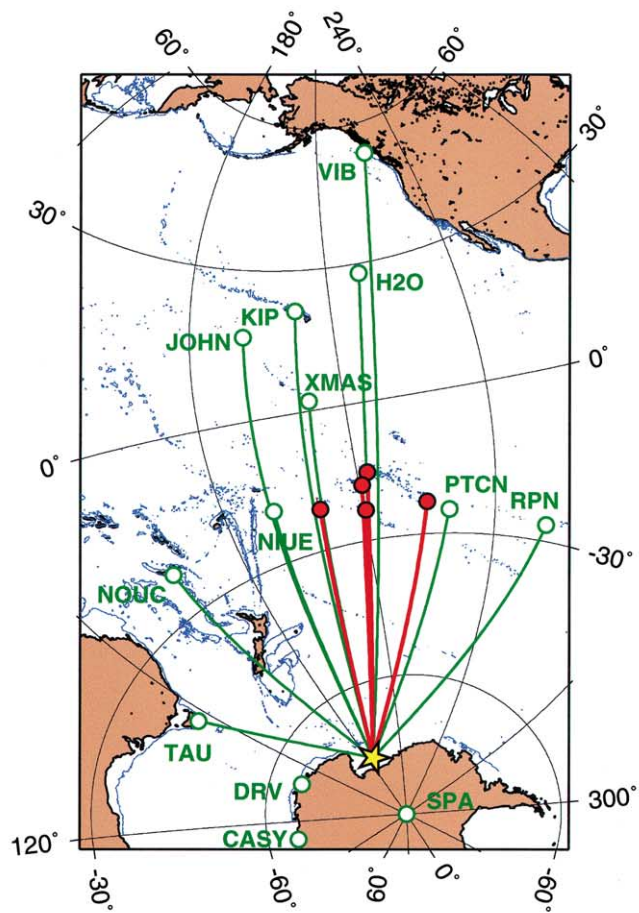 60°
180°
240°
60°
30°
VIB
30°
H2O
KIP
JOHN
XMAS
0°
0°
PTCN
RPN
NIUE
-30°
NOUC
TAU
DRV
SPA
300°
CASY
120°
-30°
-60°
60°
0°
-60